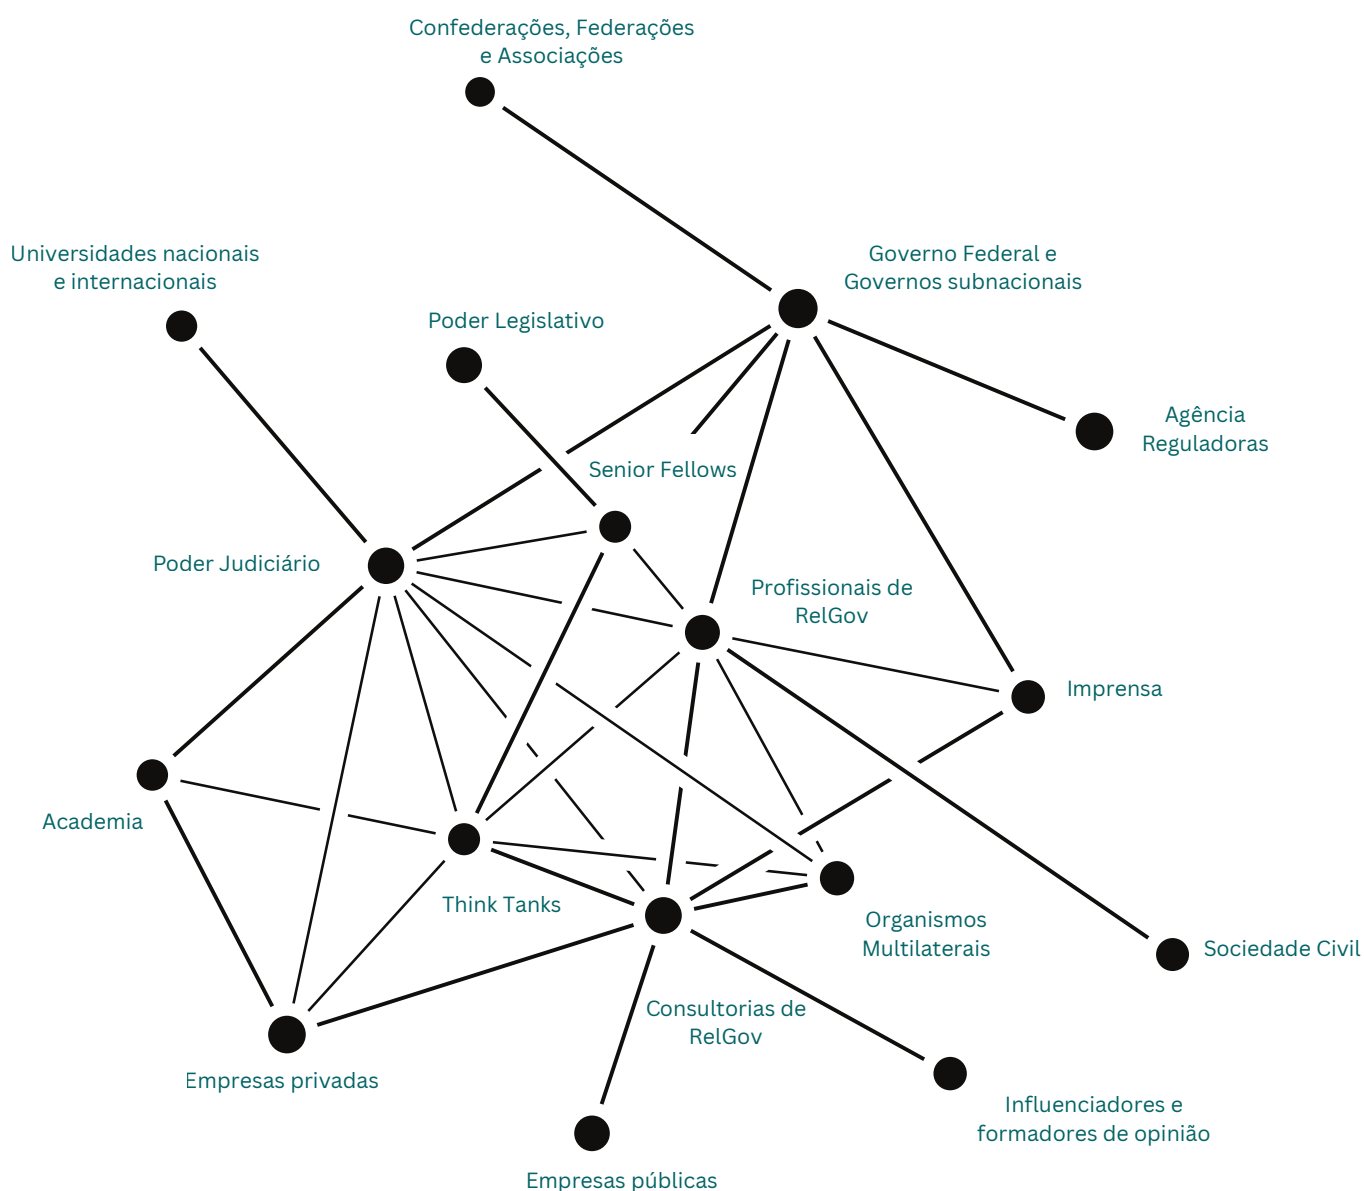 Confederações, Federações
e Associações
Universidades nacionais
e internacionais
Governo Federal e
Governos subnacionais
Poder Legislativo
Agência
Reguladoras
Senior Fellows
Poder Judiciário
Profissionais de
RelGov
Imprensa
Academia
Think Tanks
Organismos
Multilaterais
Sociedade Civil
Consultorias de
RelGov
Empresas privadas
Influenciadores e
formadores de opinião
Empresas públicas